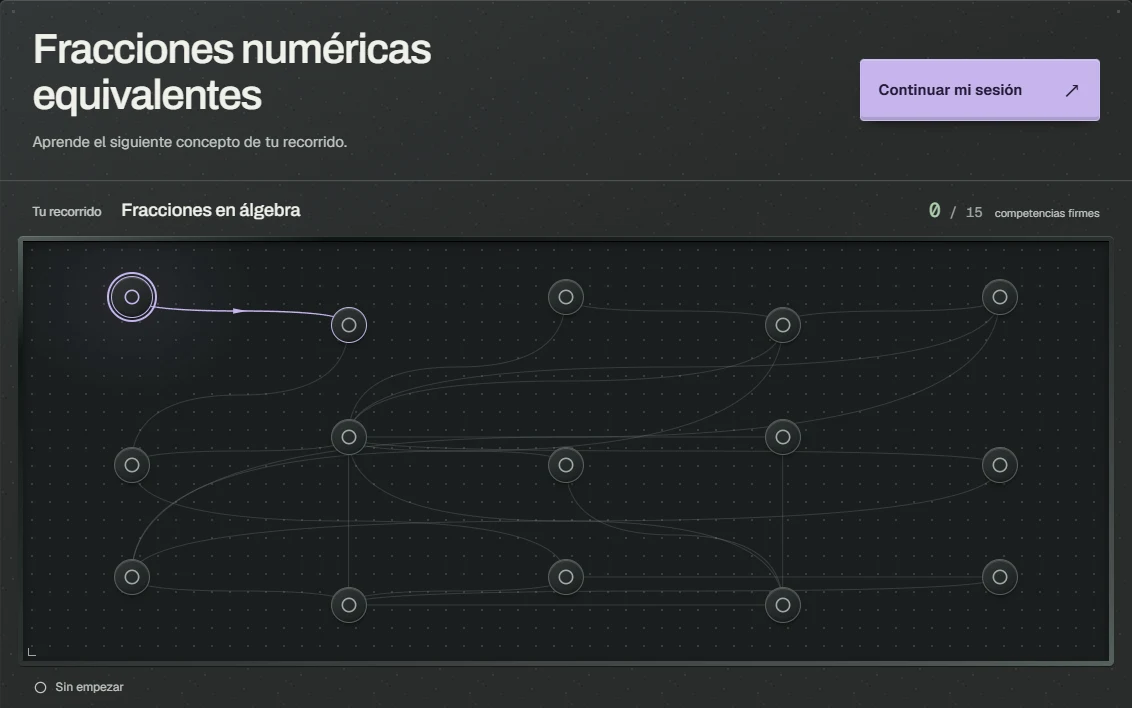 Fracciones numéricas
equivalentes
Aprende el siguiente concepto de tu recorrido.
Continuar mi sesión
Tu recorrido Fracciones en álgebra
0 / 15 competencias firmes
Sin empezar